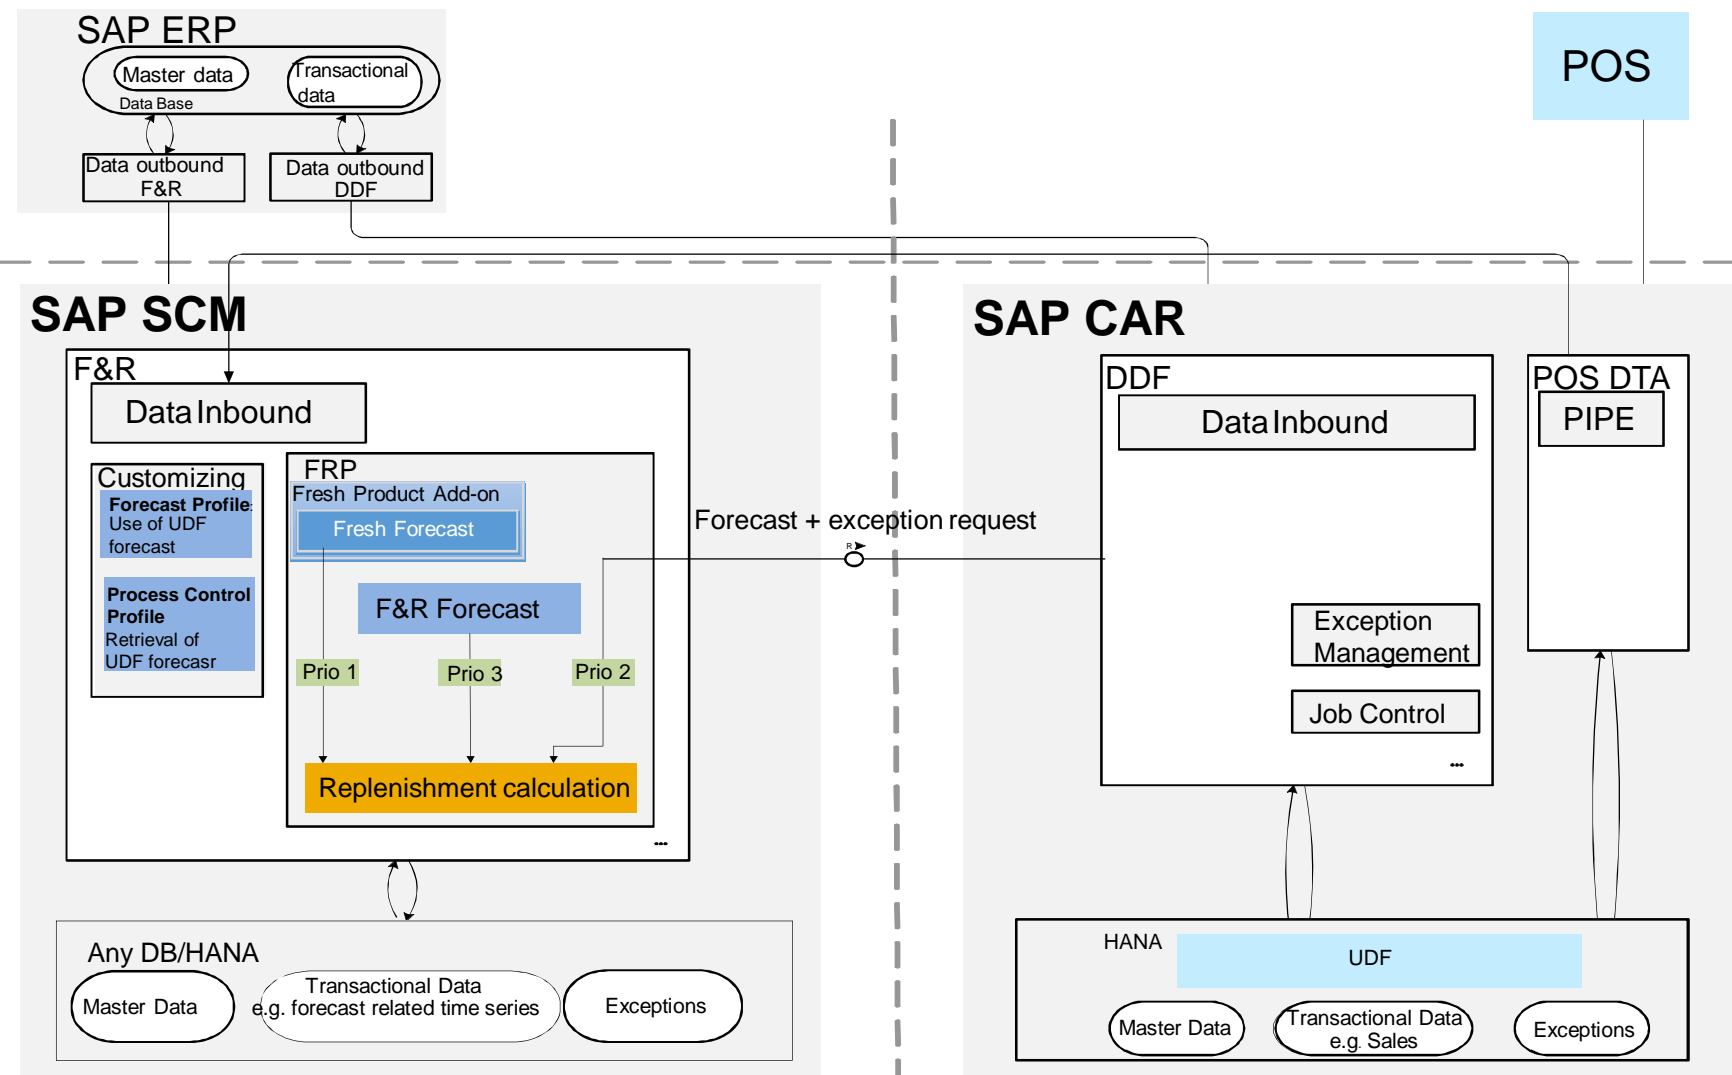 SAP ERP
Master data
Transactional
data
Data Base
Data outbound
F&R
Data outbound
DDF
POS
SAP SCM
F&R
Data Inbound
Customizing
Forecast Profile:
Use of UDF
forecast
Process Control
Profile
Retrieval of
UDF forecasr
FRP
Fresh Product Add-on
Fresh Forecast
F&R Forecast
Prio 1
Prio 3
Prio 2
Replenishment calculation
...
Any DB/HANA
Master Data
Transactional Data
e.g. forecast related time series
Exceptions
Forecast + exception request
R
SAP CAR
DDF
Data Inbound
Exception
Management
Job Control
...
POS DTA
PIPE
HANA
UDF
Master Data
Transactional Data
e.g. Sales
Exceptions